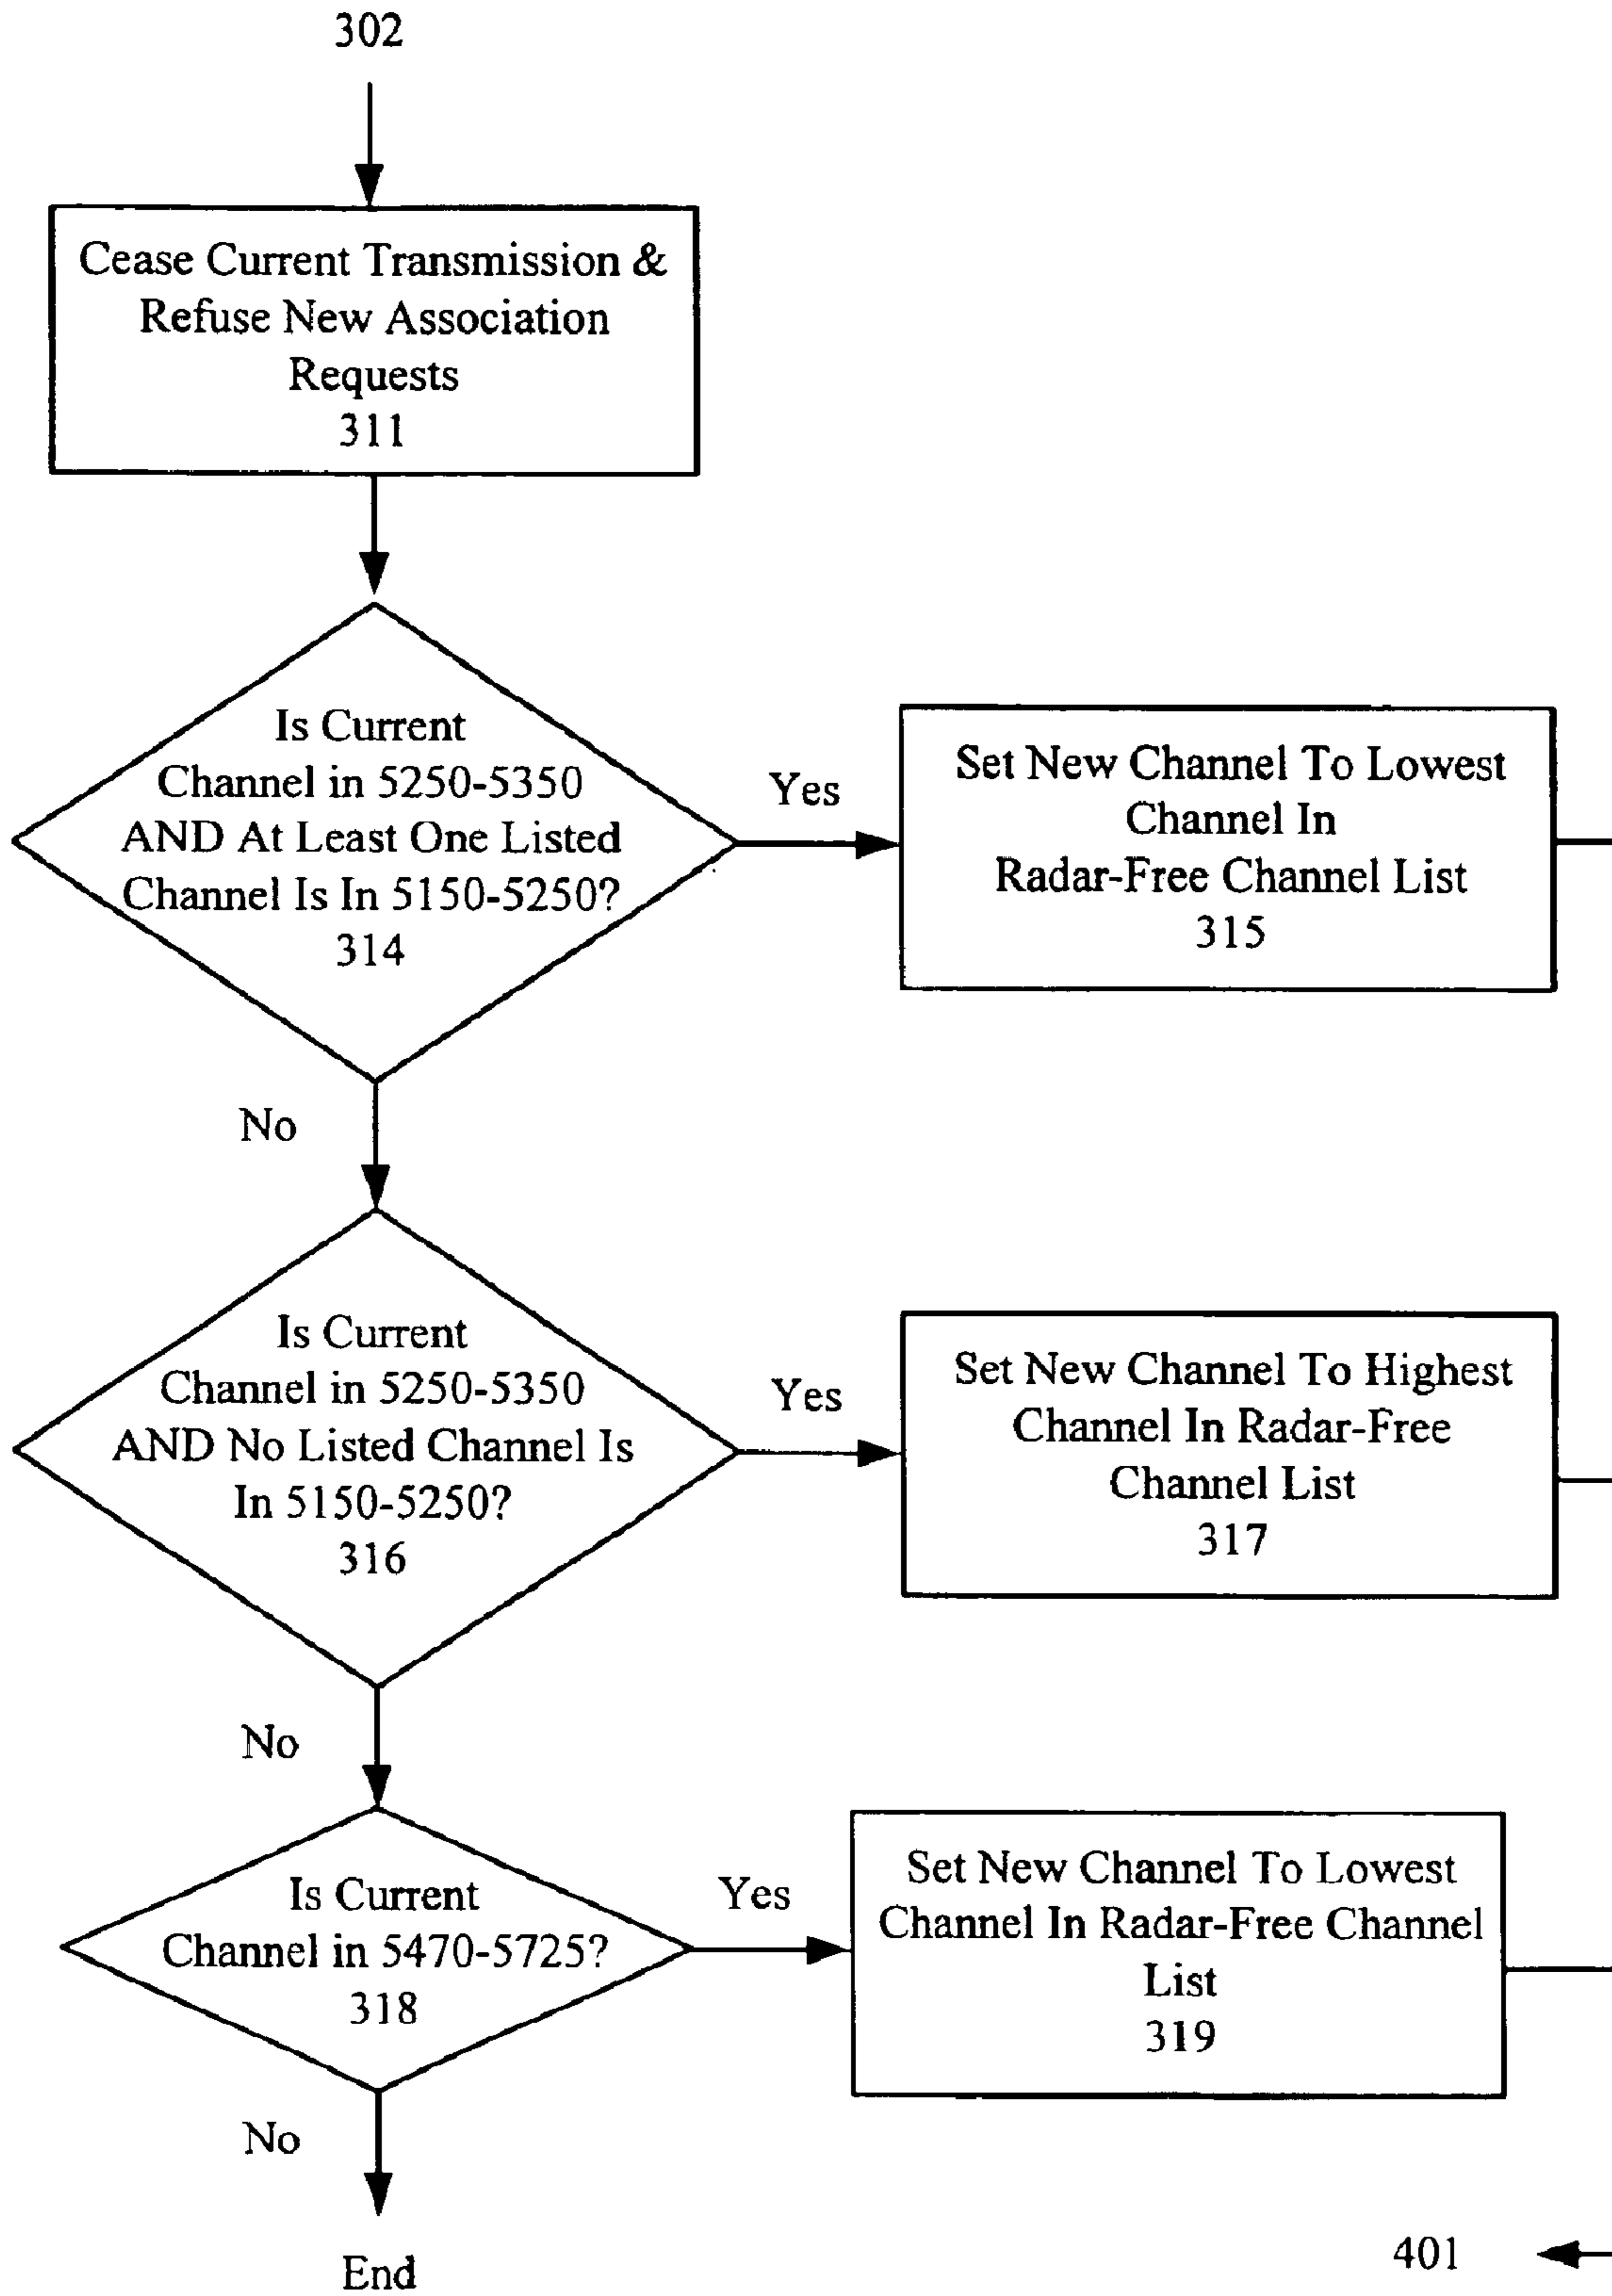 302
Cease Current Transmission &
Refuse New Association
Requests
311
Is Current
Channel in 5250-5350
AND At Least One Listed
Channel Is In 5150-5250?
314
Yes
Set New Channel To Lowest
Channel In
Radar-Free Channel List
315
No
Is Current
Channel in 5250-5350
AND No Listed Channel Is
In 5150-5250?
316
Yes
Set New Channel To Highest
Channel In Radar-Free
Channel List
317
No
Is Current
Channel in 5470-5725?
318
Yes
Set New Channel To Lowest
Channel In Radar-Free Channel
List
319
No
End
401